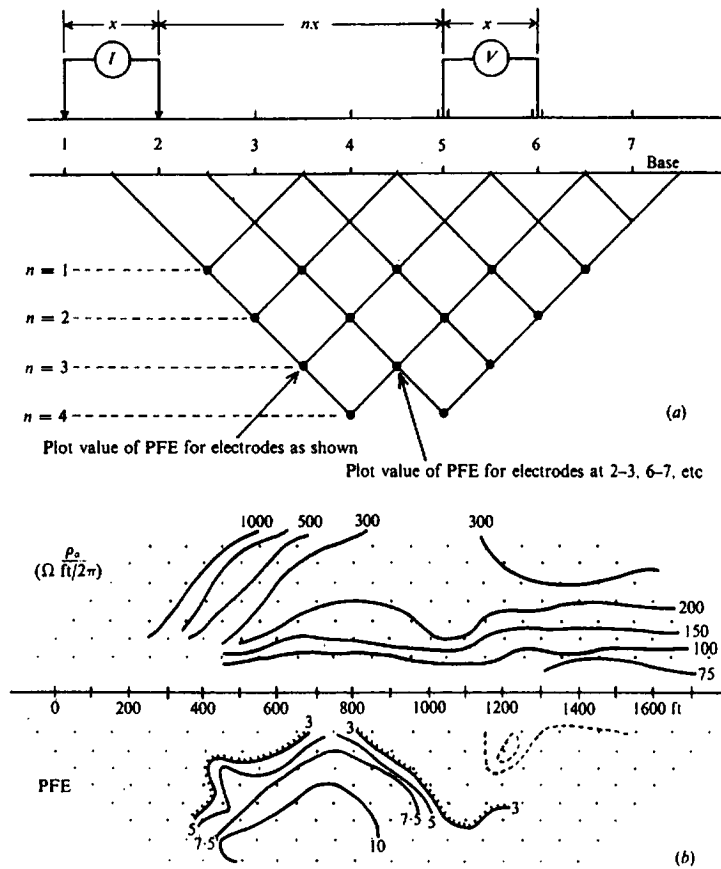 x nx x
I V
1 2 3 4 5 6 7
Base
n = 1
n = 2
n = 3
n = 4
(a)
Plot value of PFE for electrodes as shown
Plot value of PFE for electrodes at 2–3, 6–7, etc
1000 500 300 300
ρₐ
(Ω ft/2π)
200
150
100
75
0 200 400 600 800 1000 1200 1400 1600 ft
3 3
PFE
5 7·5 10 7·5 5 3
(b)